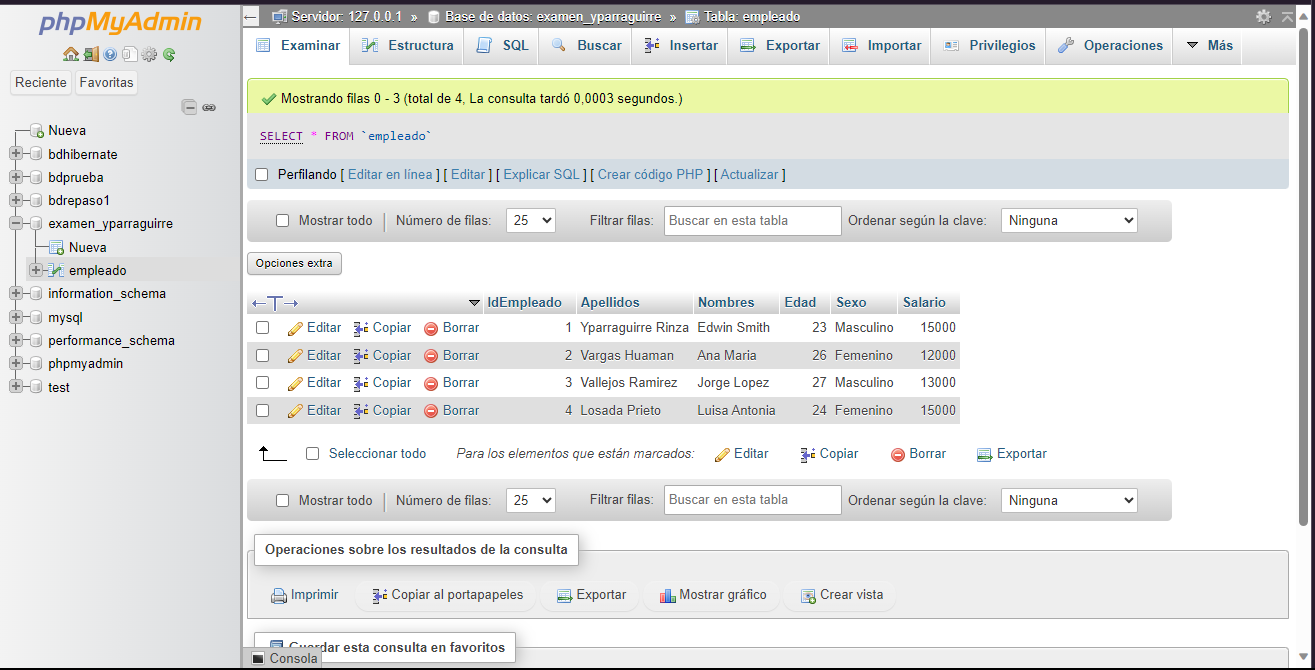 phpMyAdmin
Reciente Favoritas
Nueva
bdhibernate
bdprueba
bdrepaso1
examen_yparraguirre
Nueva
empleado
information_schema
mysql
performance_schema
phpmyadmin
test
Servidor: 127.0.0.1 » Base de datos: examen_yparraguirre » Tabla: empleado
Examinar Estructura SQL Buscar Insertar Exportar Importar Privilegios Operaciones Más
Mostrando filas 0 - 3 (total de 4, La consulta tardó 0,0003 segundos.)
SELECT * FROM `empleado`
Perfilando [ Editar en línea ] [ Editar ] [ Explicar SQL ] [ Crear código PHP ] [ Actualizar ]
Mostrar todo | Número de filas: 25 Filtrar filas: Buscar en esta tabla Ordenar según la clave: Ninguna
Opciones extra
←T→ IdEmpleado Apellidos Nombres Edad Sexo Salario
Editar Copiar Borrar 1 Yparraguirre Rinza Edwin Smith 23 Masculino 15000
Editar Copiar Borrar 2 Vargas Huaman Ana Maria 26 Femenino 12000
Editar Copiar Borrar 3 Vallejos Ramirez Jorge Lopez 27 Masculino 13000
Editar Copiar Borrar 4 Losada Prieto Luisa Antonia 24 Femenino 15000
Seleccionar todo Para los elementos que están marcados: Editar Copiar Borrar Exportar
Mostrar todo | Número de filas: 25 Filtrar filas: Buscar en esta tabla Ordenar según la clave: Ninguna
Operaciones sobre los resultados de la consulta
Imprimir Copiar al portapapeles Exportar Mostrar gráfico Crear vista
Guardar esta consulta en favoritos
Consola